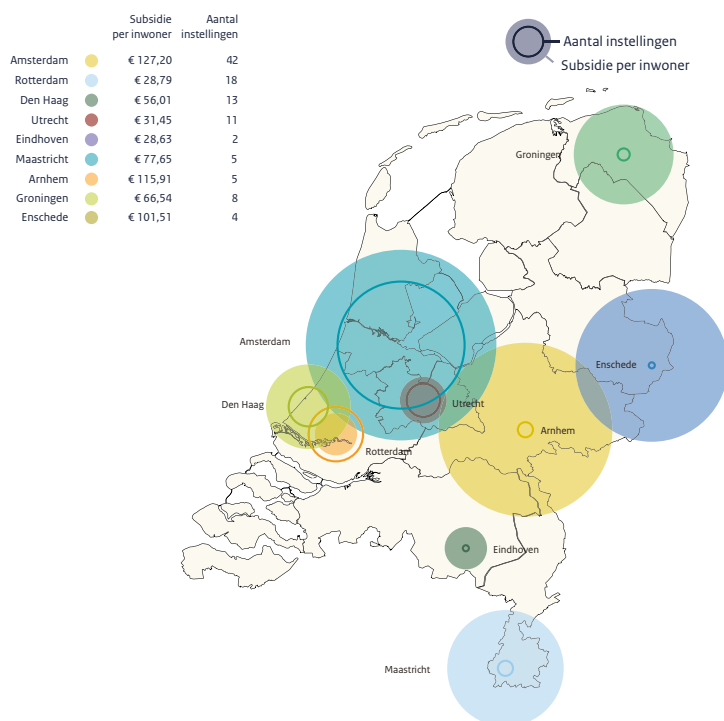 Subsidie per inwoner Aantal instellingen
Amsterdam € 127,20 42
Rotterdam € 28,79 18
Den Haag € 56,01 13
Utrecht € 31,45 11
Eindhoven € 28,63 2
Maastricht € 77,65 5
Arnhem € 115,91 5
Groningen € 66,54 8
Enschede € 101,51 4
Aantal instellingen
Subsidie per inwoner
Groningen
Amsterdam
Enschede
Den Haag
Utrecht
Arnhem
Rotterdam
Eindhoven
Maastricht